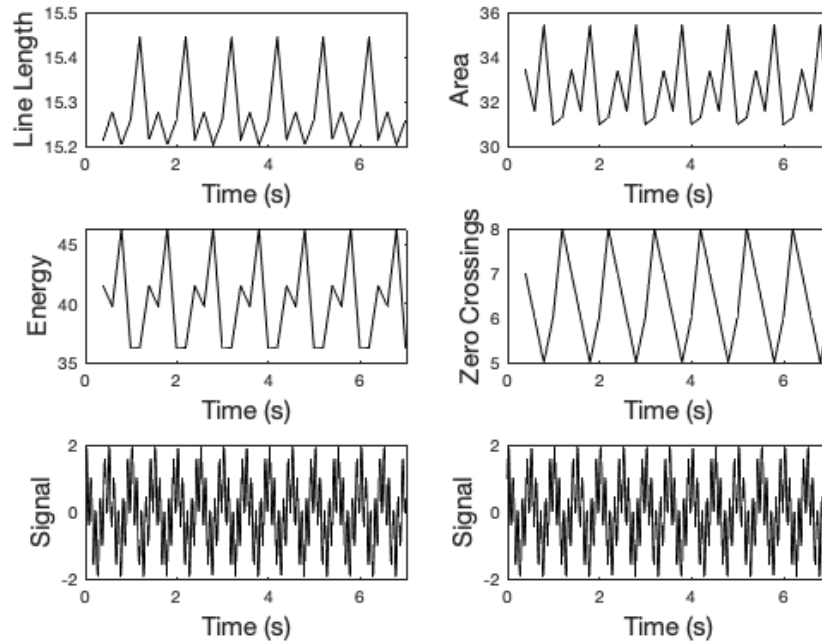 15.5
15.4
15.3
15.2
Line Length
0 2 4 6
Time (s)
36
34
32
30
Area
0 2 4 6
Time (s)
45
40
35
Energy
0 2 4 6
Time (s)
8
7
6
5
Zero Crossings
0 2 4 6
Time (s)
2
0
-2
Signal
0 2 4 6
Time (s)
2
0
-2
Signal
0 2 4 6
Time (s)